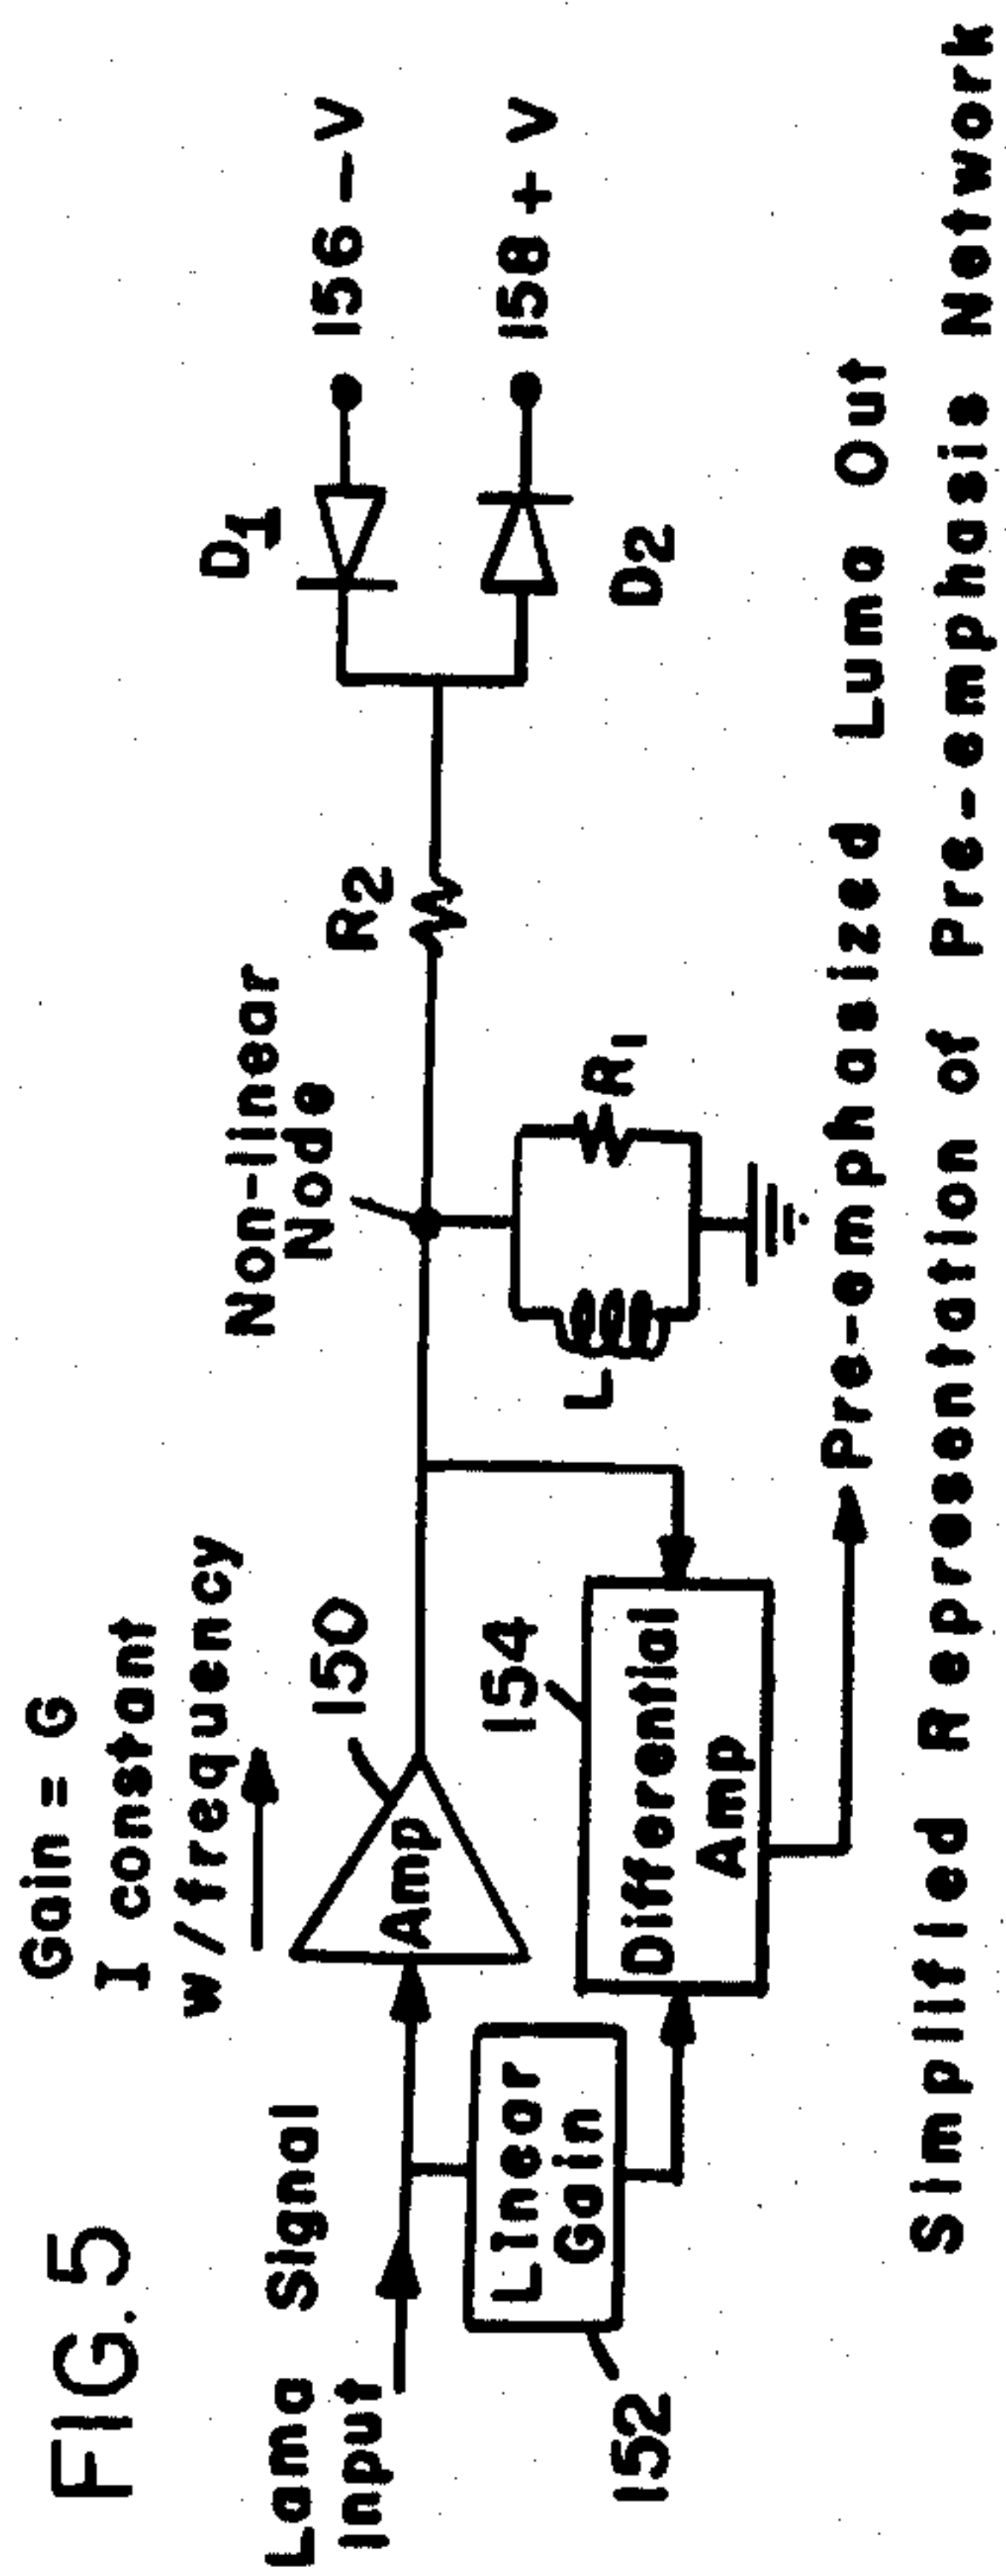 FIG. 5
Gain = G
I constant
w/frequency
Lama Signal
Input
Amp
150
Linear
Gain
152
Differential
Amp
154
Non-linear
Node
L
R1
R2
D1
D2
156 - V
158 + V
Pre-emphasized Luma Out
Simplified Representation of Pre-emphasis Network